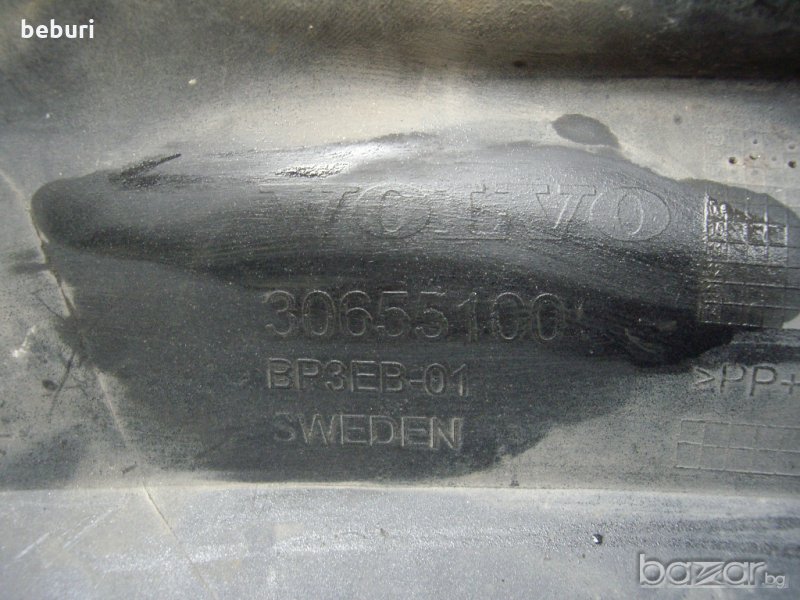 beburi
VOLVO
30655100
BP3EB-01
>PP+
SWEDEN
bazar.bg